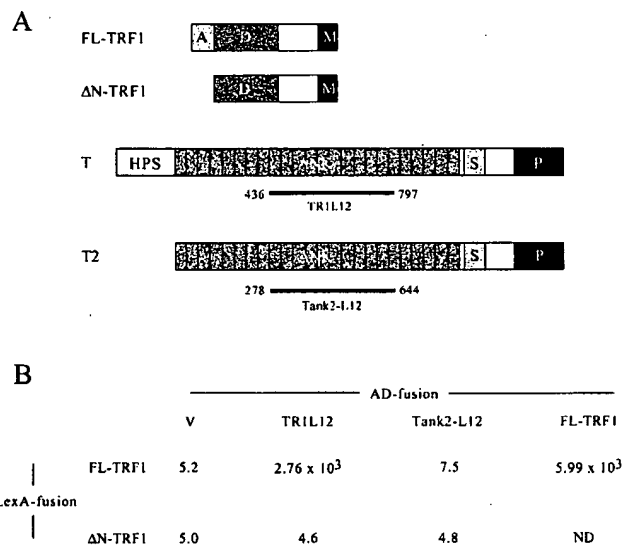 A
FL-TRF1
A D M
ΔN-TRF1
D M
T
HPS S P
436 797
TR1L12
T2
S P
278 644
Tank2-L12
B
AD-fusion
V TR1L12 Tank2-L12 FL-TRF1
FL-TRF1 5.2 2.76 x 10³ 7.5 5.99 x 10³
LexA-fusion
ΔN-TRF1 5.0 4.6 4.8 ND